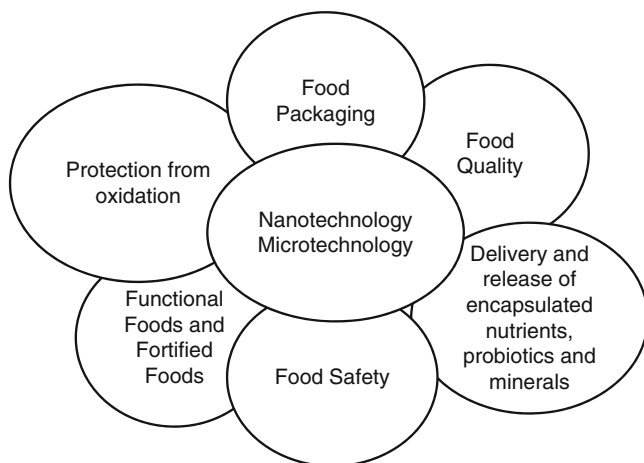 Food
Packaging
Food
Quality
Protection from
oxidation
Nanotechnology
Microtechnology
Delivery and
release of
encapsulated
nutrients,
probiotics and
minerals
Functional
Foods and
Fortified
Foods
Food Safety